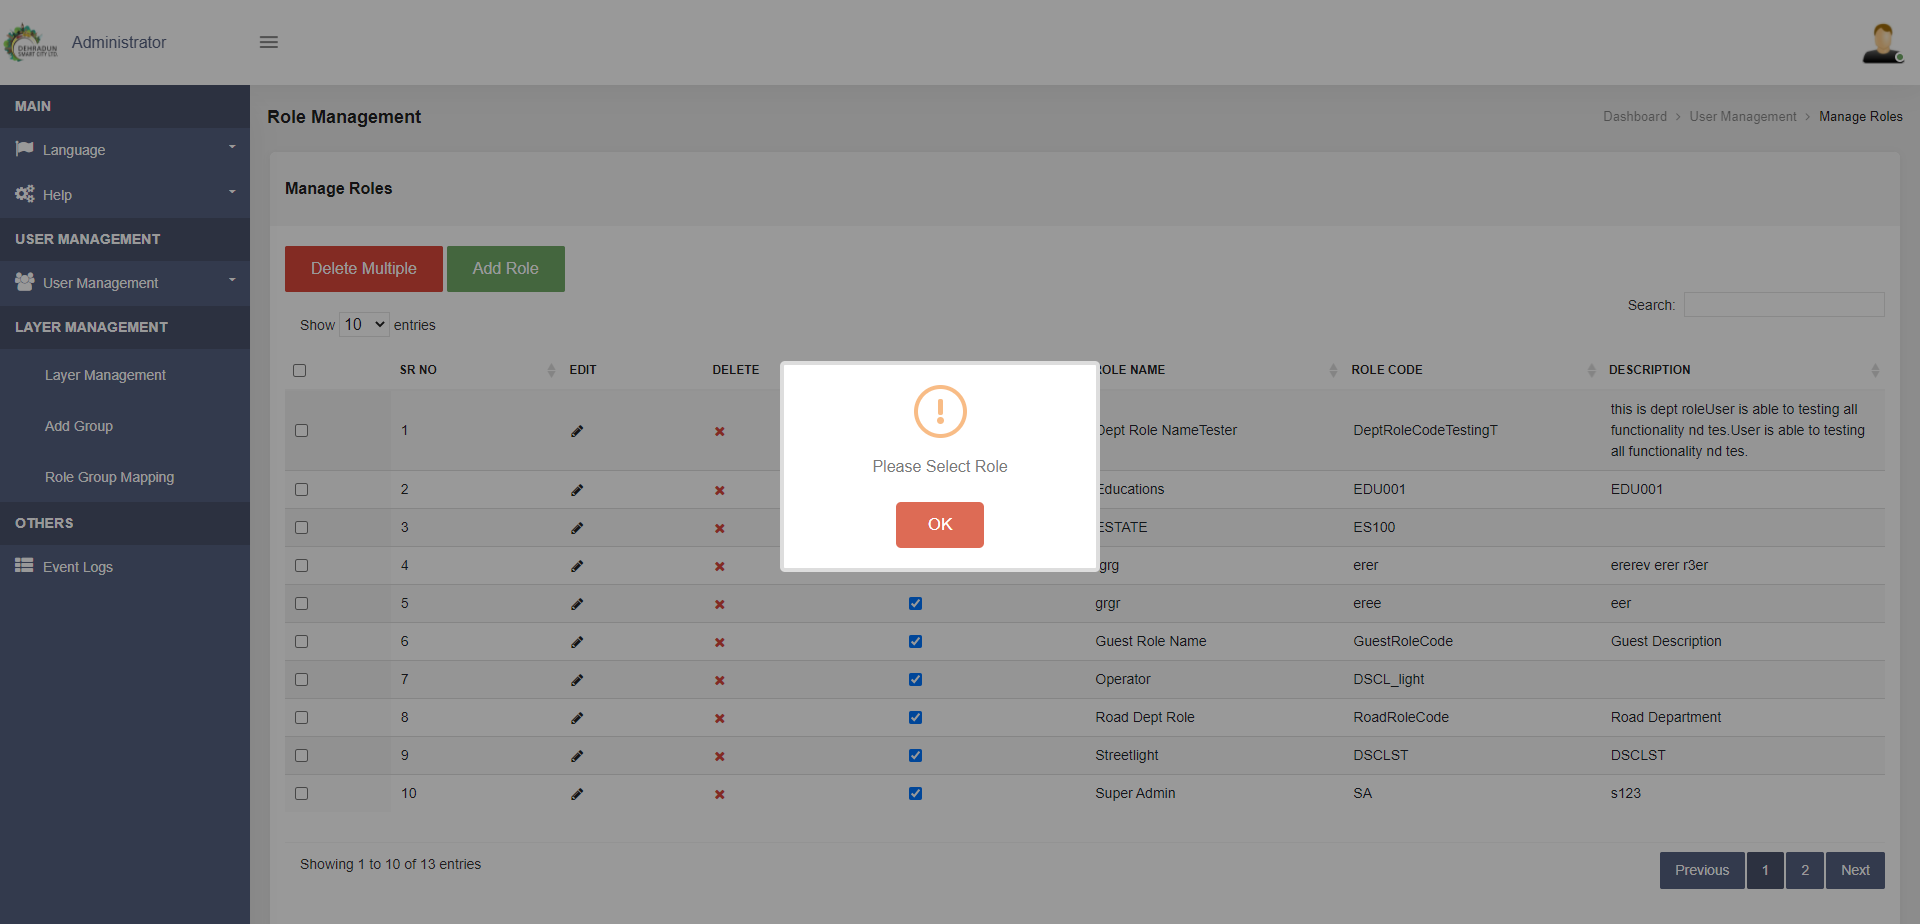 DEHRADUN
SMART CITY LTD.
Administrator
MAIN
Language
Help
USER MANAGEMENT
User Management
LAYER MANAGEMENT
Layer Management
Add Group
Role Group Mapping
OTHERS
Event Logs
Role Management
Dashboard > User Management > Manage Roles
Manage Roles
Delete Multiple Add Role
Search:
Show 10 entries
SR NO EDIT DELETE ROLE NAME ROLE CODE DESCRIPTION
1 Dept Role NameTester DeptRoleCodeTestingT this is dept roleUser is able to testing all
functionality nd tes.User is able to testing
all functionality nd tes.
2 Educations EDU001 EDU001
3 ESTATE ES100
4 erer ererev erer r3er
5 grgr eree eer
6 Guest Role Name GuestRoleCode Guest Description
7 Operator DSCL_light
8 Road Dept Role RoadRoleCode Road Department
9 Streetlight DSCLST DSCLST
10 Super Admin SA s123
Please Select Role
OK
Showing 1 to 10 of 13 entries
Previous 1 2 Next